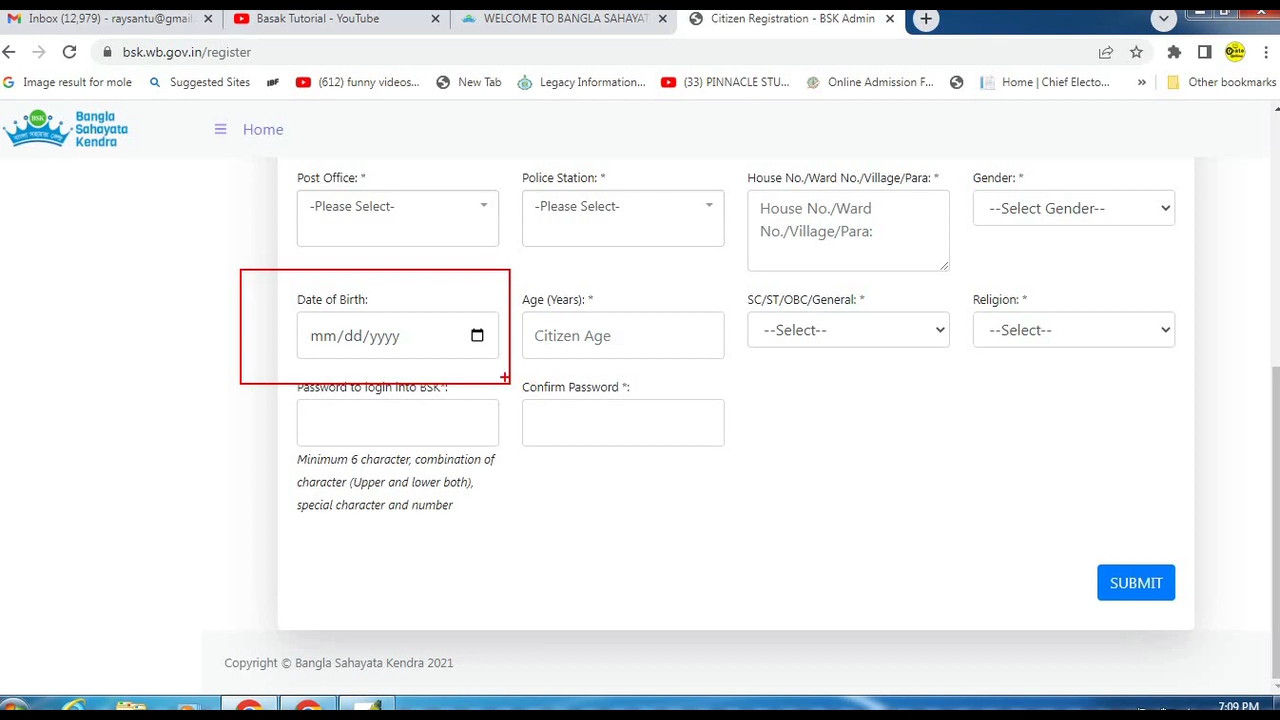 Inbox (12,979) - raysantu@gmail.
Basak Tutorial - YouTube
WELCOME TO BANGLA SAHAYAT
Citizen Registration - BSK Admin
bsk.wb.gov.in/register
Image result for mole
Suggested Sites
(612) funny videos...
New Tab
Legacy Information...
(33) PINNACLE STU...
Online Admission F...
Home | Chief Electo...
»
Other bookmarks
BSK
Bangla
Sahayata
Kendra
Home
Post Office: *
Police Station: *
House No./Ward No./Village/Para: *
Gender: *
-Please Select-
-Please Select-
House No./Ward
No./Village/Para:
--Select Gender--
Date of Birth:
Age (Years): *
SC/ST/OBC/General: *
Religion: *
mm/dd/yyyy
Citizen Age
--Select--
--Select--
Password to login into BSK*:
Confirm Password *:
Minimum 6 character, combination of
character (Upper and lower both),
special character and number
SUBMIT
Copyright © Bangla Sahayata Kendra 2021
7:09 PM